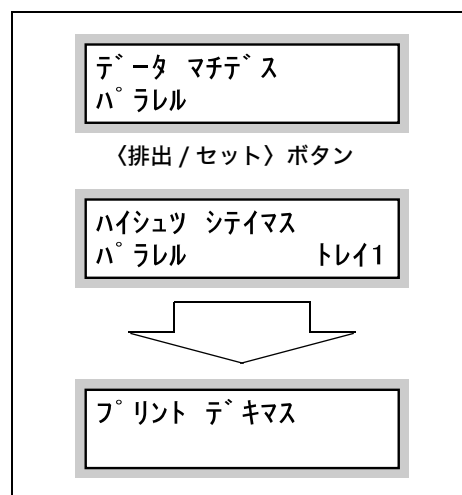 データ マチデス
パラレル
〈排出 / セット〉ボタン
ハイシュツ シテイマス
パラレル トレイ1
プリント デキマス